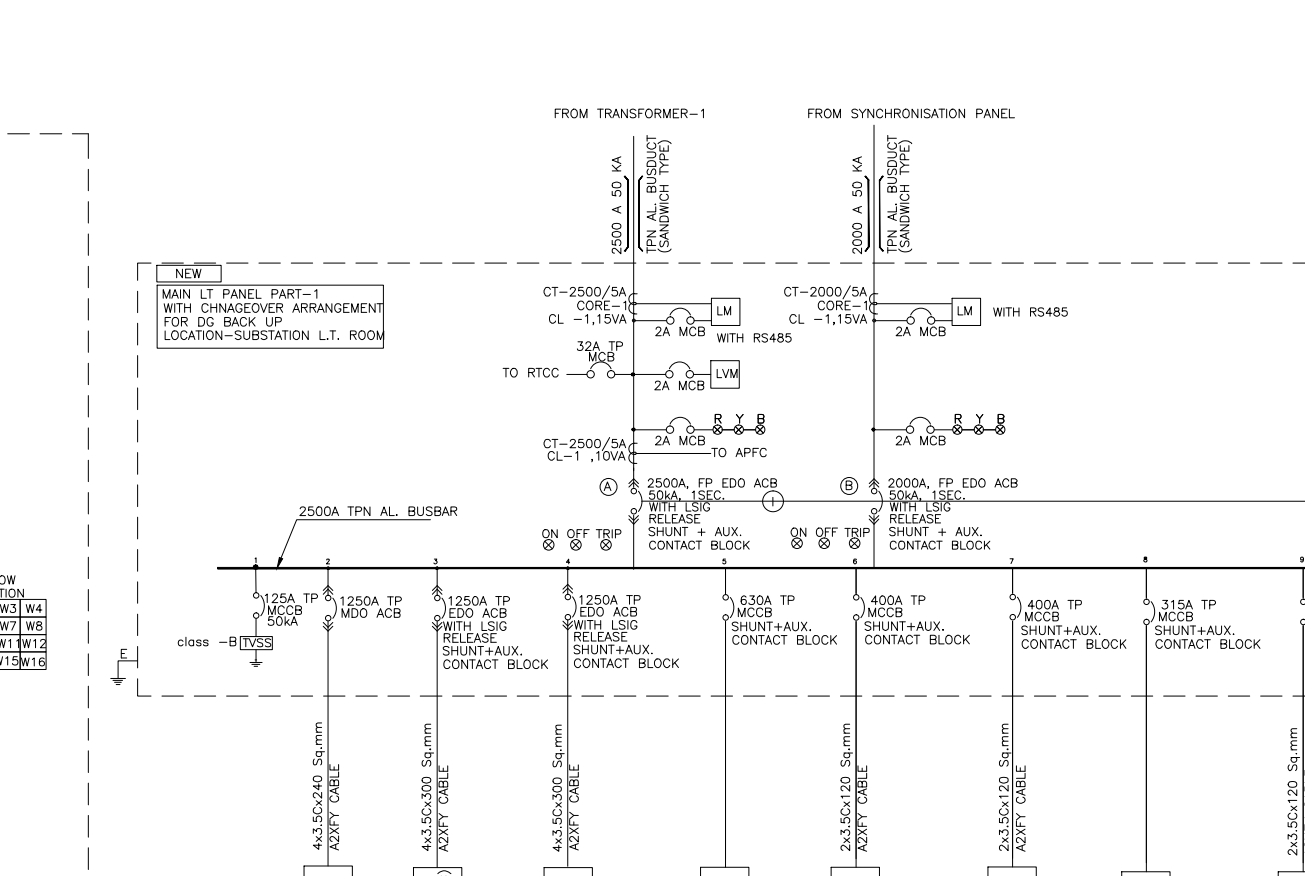 FROM TRANSFORMER-1
FROM SYNCHRONISATION PANEL
2500 A 50 KA
TPN AL. BUSDUCT
(SANDWICH TYPE)
2000 A 50 KA
TPN AL. BUSDUCT
(SANDWICH TYPE)
NEW
MAIN LT PANEL PART-1
WITH CHNAGEOVER ARRANGEMENT
FOR DG BACK UP
LOCATION-SUBSTATION L.T. ROOM
CT-2500/5A
CORE-1
CL -1,15VA
LM
2A MCB
WITH RS485
CT-2000/5A
CORE-1
CL -1,15VA
LM
WITH RS485
2A MCB
32A TP
MCB
TO RTCC
2A MCB
LVM
R Y B
2A MCB
R Y B
2A MCB
CT-2500/5A
CL-1 ,10VA
TO APFC
A
2500A, FP EDO ACB
50kA, 1SEC.
WITH LSIG
RELEASE
SHUNT + AUX.
CONTACT BLOCK
I
B
2000A, FP EDO ACB
50kA, 1SEC.
WITH LSIG
RELEASE
SHUNT + AUX.
CONTACT BLOCK
ON OFF TRIP
ON OFF TRIP
2500A TPN AL. BUSBAR
1 2 3 4 5 6 7 8 9
125A TP
MCCB
50kA
class -B TVSS
1250A TP
MDO ACB
1250A TP
EDO ACB
WITH LSIG
RELEASE
SHUNT+AUX.
CONTACT BLOCK
1250A TP
EDO ACB
WITH LSIG
RELEASE
SHUNT+AUX.
CONTACT BLOCK
630A TP
MCCB
SHUNT+AUX.
CONTACT BLOCK
400A TP
MCCB
SHUNT+AUX.
CONTACT BLOCK
400A TP
MCCB
SHUNT+AUX.
CONTACT BLOCK
315A TP
MCCB
SHUNT+AUX.
CONTACT BLOCK
OW
TION
W3 W4
W7 W8
W11 W12
W15 W16
E
4x3.5Cx240 Sq.mm
A2XFY CABLE
4x3.5Cx300 Sq.mm
A2XFY CABLE
4x3.5Cx300 Sq.mm
A2XFY CABLE
2x3.5Cx120 Sq.mm
A2XFY CABLE
2x3.5Cx120 Sq.mm
A2XFY CABLE
2x3.5Cx120 Sq.mm